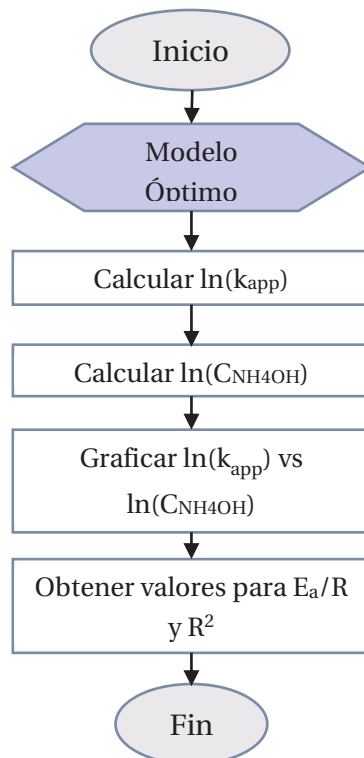 Inicio
Modelo
Óptimo
Calcular ln(kapp)
Calcular ln(CNH4OH)
Graficar ln(kapp) vs
ln(CNH4OH)
Obtener valores para Ea/R
y R²
Fin